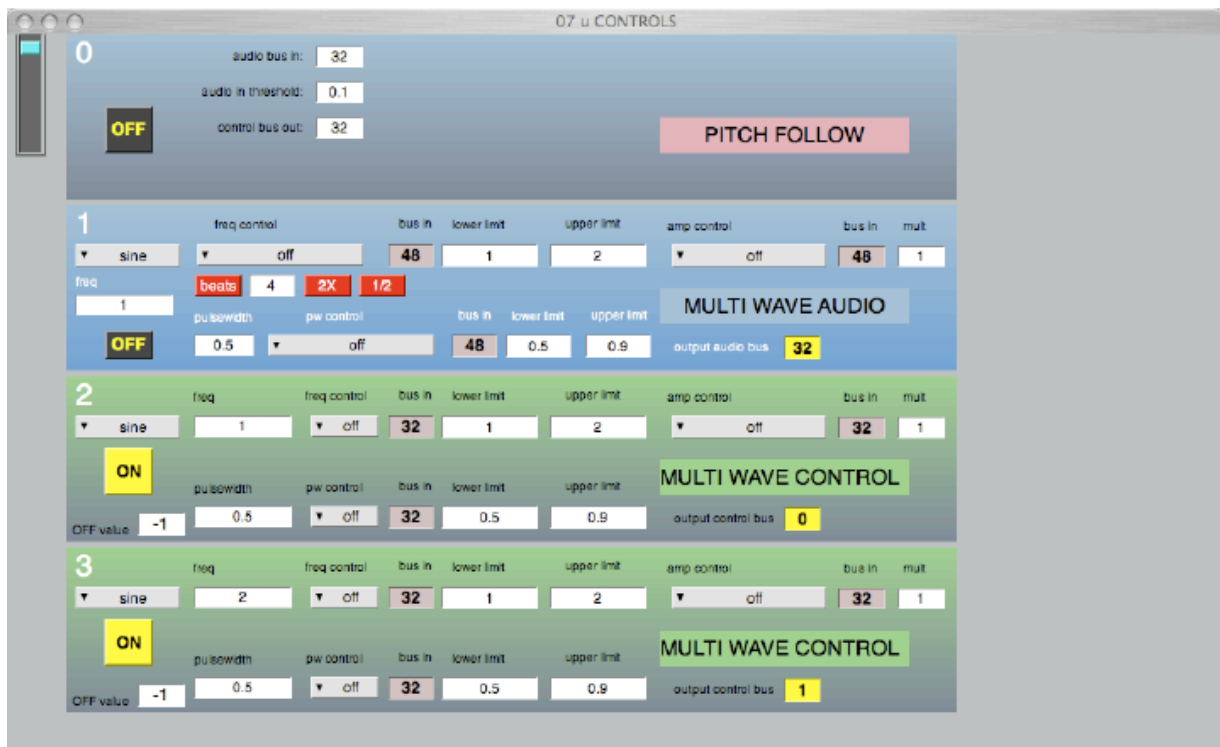 07 u CONTROLS
0
audio bus in: 32
audio in threshold: 0.1
OFF
control bus out: 32
PITCH FOLLOW
1
freq control bus in lower limit upper limit amp control bus in mult
sine off 48 1 2 off 48 1
freq
beats 4 2X 1/2
1
MULTI WAVE AUDIO
pulsewidth pw control bus in lower limit upper limit
OFF 0.5 off 48 0.5 0.9 output audio bus 32
2
freq freq control bus in lower limit upper limit amp control bus in mult
sine 1 off 32 1 2 off 32 1
ON
MULTI WAVE CONTROL
pulsewidth pw control bus in lower limit upper limit
OFF value -1 0.5 off 32 0.5 0.9 output control bus 0
3
freq freq control bus in lower limit upper limit amp control bus in mult
sine 2 off 32 1 2 off 32 1
ON
MULTI WAVE CONTROL
pulsewidth pw control bus in lower limit upper limit
OFF value -1 0.5 off 32 0.5 0.9 output control bus 1